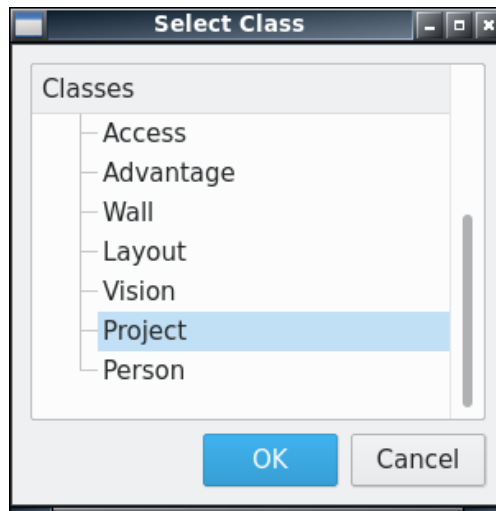 Select Class
Classes
Access
Advantage
Wall
Layout
Vision
Project
Person
OK
Cancel